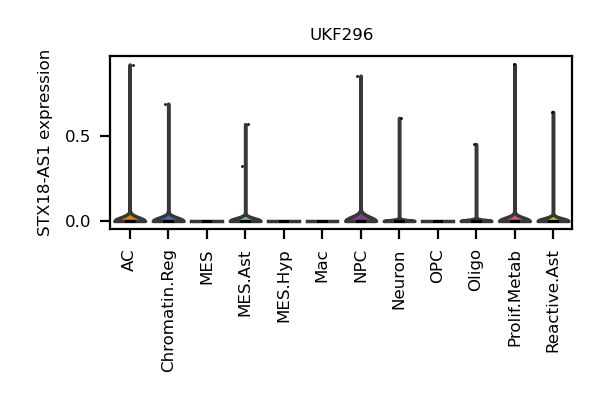 UKF296
STX18-AS1 expression
0.5
0.0
AC
Chromatin.Reg
MES
MES.Ast
MES.Hyp
Mac
NPC
Neuron
OPC
Oligo
Prolif.Metab
Reactive.Ast